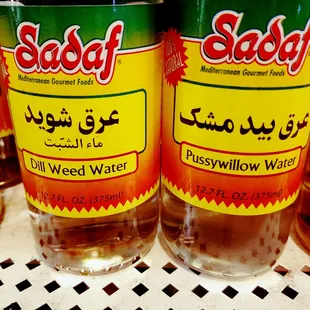 Sadaf
Mediterranean Gourmet Foods
عرق شوید
ماء الشبّت
Dill Weed Water
12.7 FL. OZ. (375ml)
Sadaf
Mediterranean Gourmet Foods
عرق بید مشک
Pussywillow Water
12.7 FL. OZ. (375ml)